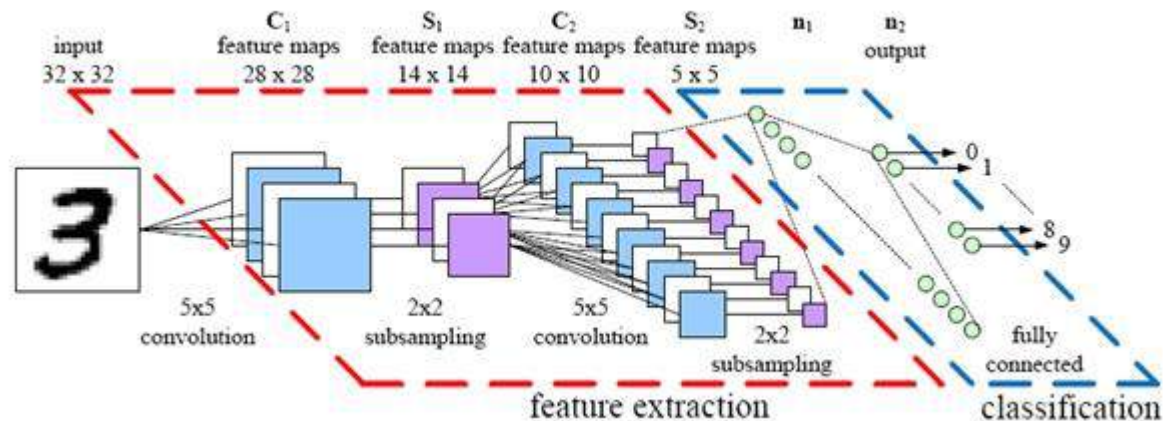 C₁
S₁
C₂
S₂
n₁
n₂
input
feature maps
feature maps
feature maps
feature maps
output
32 x 32
28 x 28
14 x 14
10 x 10
5 x 5
3
0
1
8
9
5x5
convolution
2x2
subsampling
5x5
convolution
2x2
subsampling
fully
connected
feature extraction
classification